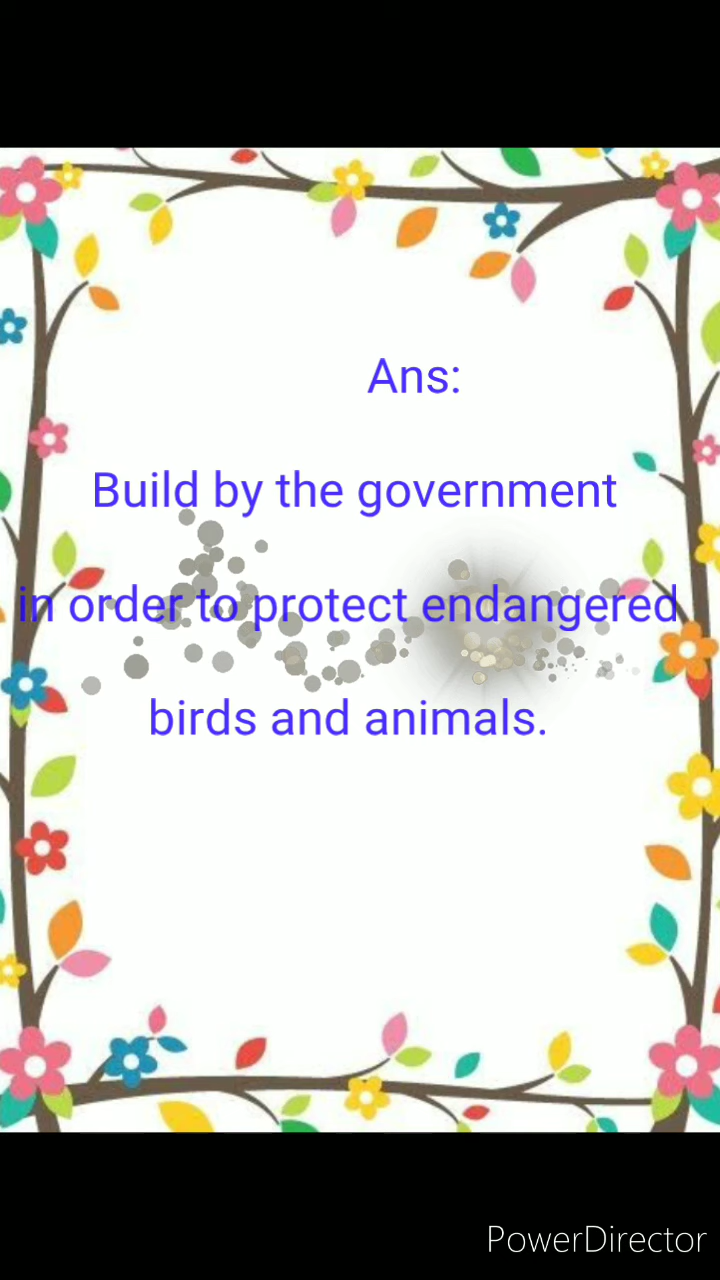 Ans:
Build by the government
in order to protect endangered
birds and animals.
PowerDirector